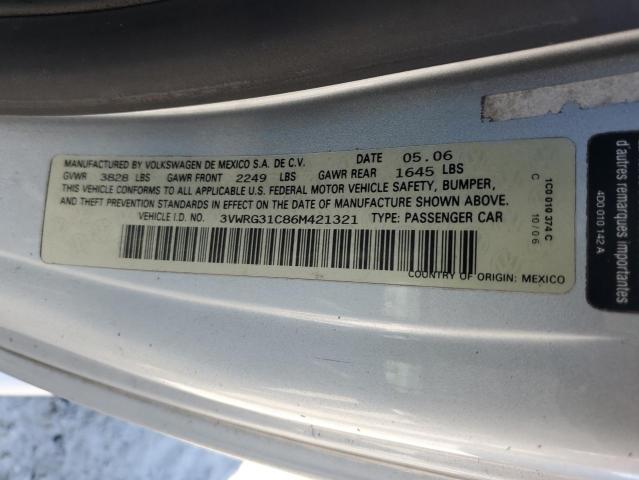 MANUFACTURED BY VOLKSWAGEN DE MEXICO S.A. DE C.V. DATE 05.06
GVWR 3828 LBS GAWR FRONT 2249 LBS GAWR REAR 1645 LBS
THIS VEHICLE CONFORMS TO ALL APPLICABLE U.S. FEDERAL MOTOR VEHICLE SAFETY, BUMPER,
AND THEFT PREVENTION STANDARDS IN EFFECT ON THE DATE OF MANUFACTURE SHOWN ABOVE.
VEHICLE I.D. NO. 3VWRG31C86M421321 TYPE: PASSENGER CAR
COUNTRY OF ORIGIN: MEXICO
1C0 010 374 C
C 10/06
d'autres remarques importantes
4D0 010 142 A